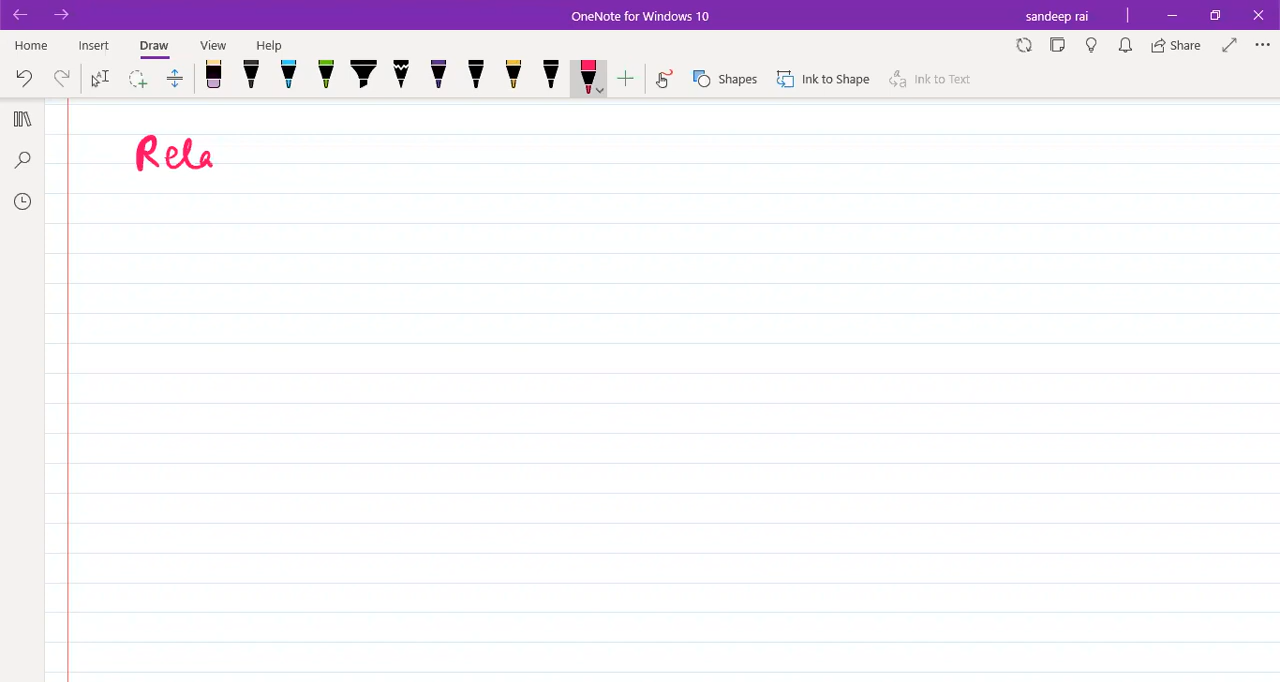 OneNote for Windows 10
sandeep rai
Home Insert Draw View Help
Share
Shapes Ink to Shape Ink to Text
Rela